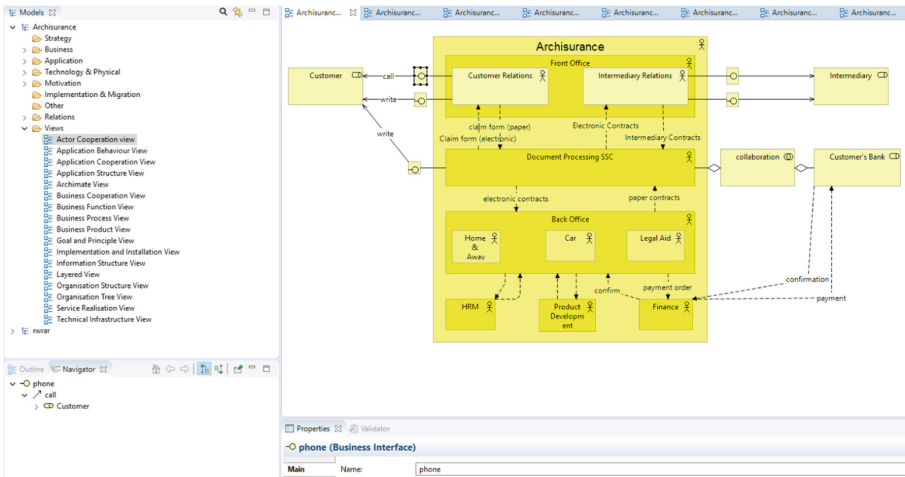 Models
Archisurance
Strategy
Business
Application
Technology & Physical
Motivation
Implementation & Migration
Other
Relations
Views
Actor Cooperation view
Application Behaviour View
Application Cooperation View
Application Structure View
Archimate View
Business Cooperation View
Business Function View
Business Process View
Business Product View
Goal and Principle View
Implementation and Installation View
Information Structure View
Layered View
Organisation Structure View
Organisation Tree View
Service Realisation View
Technical Infrastructure View
rwrar
Outline Navigator
phone
call
Customer
Archisuranc... Archisuranc... Archisuranc... Archisuranc... Archisuranc... Archisuranc... Archisuranc... Archisuranc...
Archisurance
Front Office
Customer
call
Customer Relations
Intermediary Relations
Intermediary
write
write
claim form (paper)
Claim form (electronic)
Electronic Contracts
Intermediary Contracts
Document Processing SSC
collaboration
Customer's Bank
electronic contracts
paper contracts
Back Office
Home
&
Away
Car
Legal Aid
confirmation
confirm
payment order
payment
HRM
Product
Developm
ent
Finance
Properties Validator
phone (Business Interface)
Main
Name:
phone